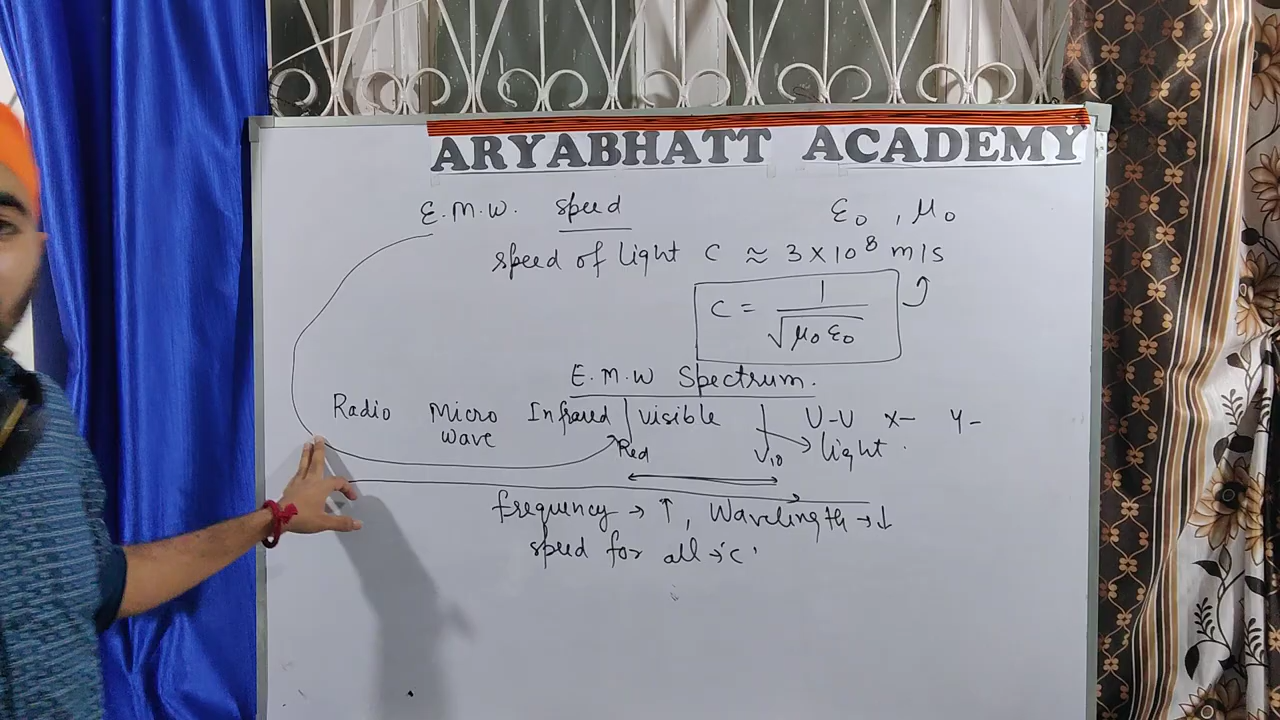 ARYABHATT ACADEMY
E.M.W. speed
ε₀ , μ₀
speed of light c ≈ 3×10⁸ m/s
c = 1/√μ₀ε₀
E.M.W Spectrum.
Radio Micro Infrared visible U-V X- γ-
wave
Red Vio light.
frequency → ↑, Wavelength → ↓
speed for all → 'c'